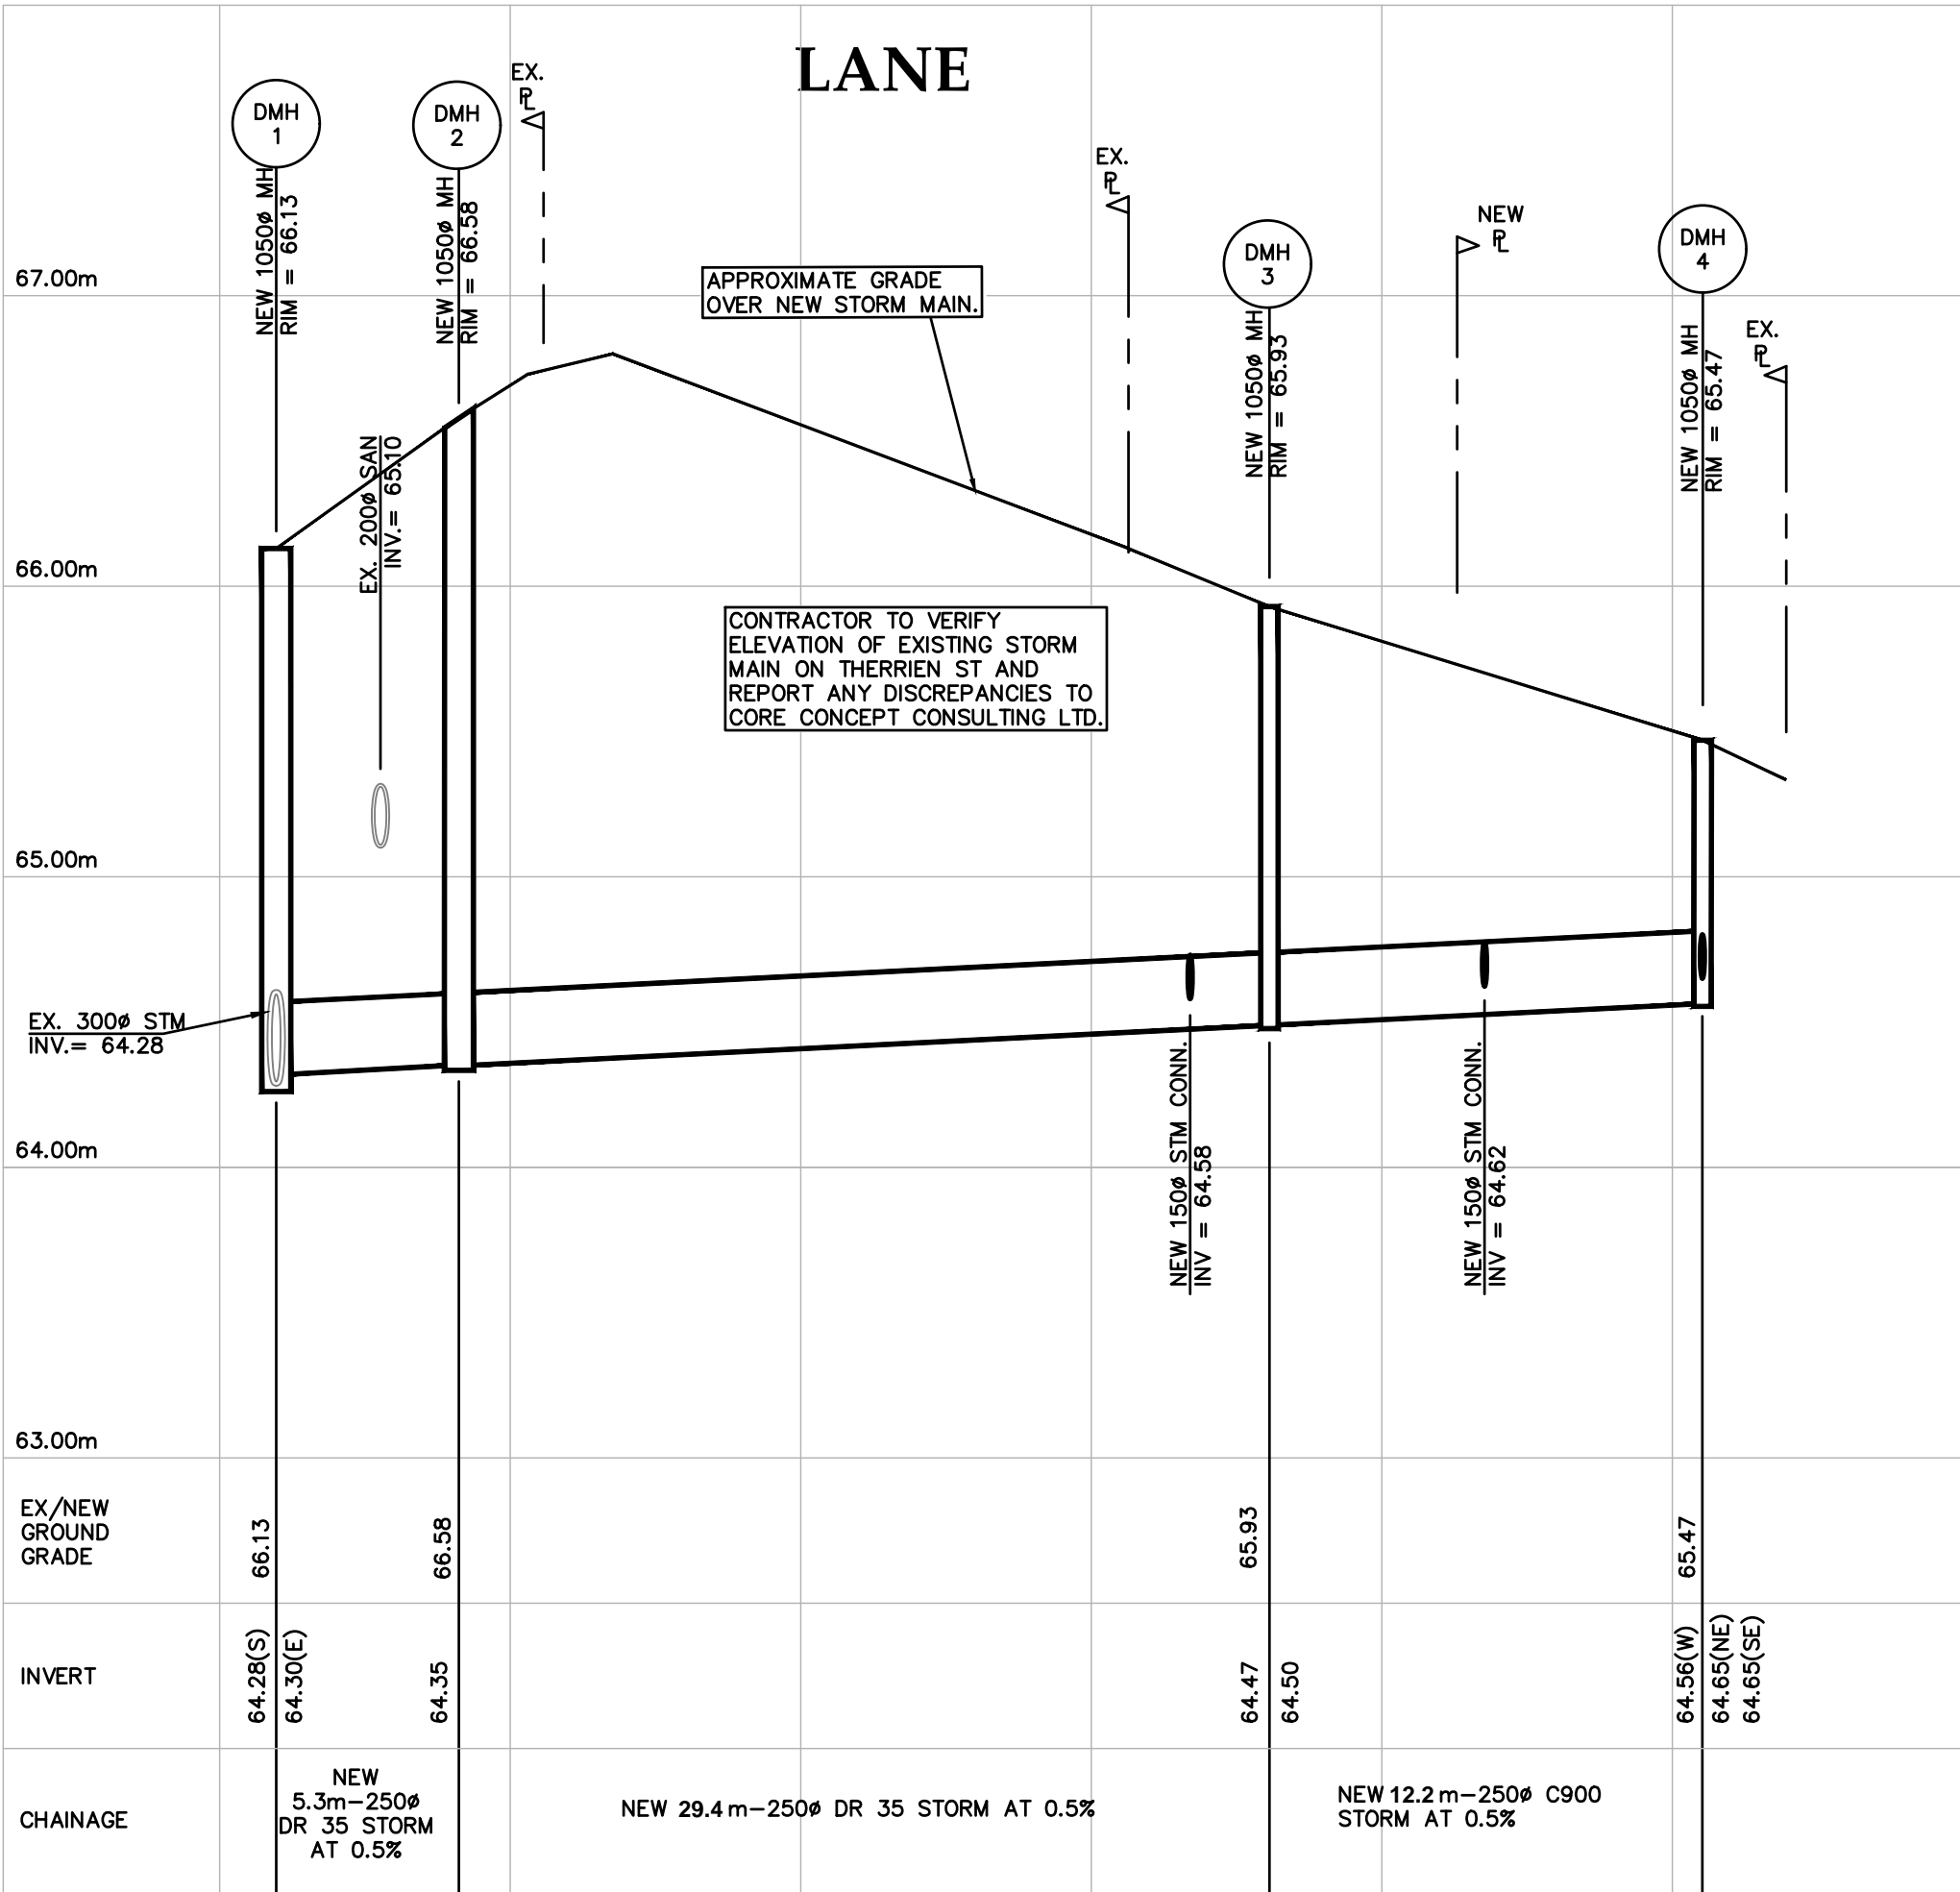 LANE
DMH
1
NEW 1050ø MH
RIM = 66.13
DMH
2
NEW 1050ø MH
RIM = 66.58
EX.
PL
EX.
PL
DMH
3
NEW 1050ø MH
RIM = 65.93
NEW
PL
DMH
4
NEW 1050ø MH
RIM = 65.47
EX.
PL
67.00m
APPROXIMATE GRADE
OVER NEW STORM MAIN.
EX. 200ø SAN
INV.= 65.10
66.00m
CONTRACTOR TO VERIFY
ELEVATION OF EXISTING STORM
MAIN ON THERRIEN ST AND
REPORT ANY DISCREPANCIES TO
CORE CONCEPT CONSULTING LTD.
65.00m
EX. 300ø STM
INV.= 64.28
64.00m
NEW 150ø STM CONN.
INV = 64.58
NEW 150ø STM CONN.
INV = 64.62
63.00m
EX/NEW
GROUND
GRADE
66.13
66.58
65.93
65.47
INVERT
64.28(S)
64.30(E)
64.35
64.47
64.50
64.56(W)
64.65(NE)
64.65(SE)
CHAINAGE
NEW
5.3m-250ø
DR 35 STORM
AT 0.5%
NEW 29.4 m-250ø DR 35 STORM AT 0.5%
NEW 12.2 m-250ø C900
STORM AT 0.5%